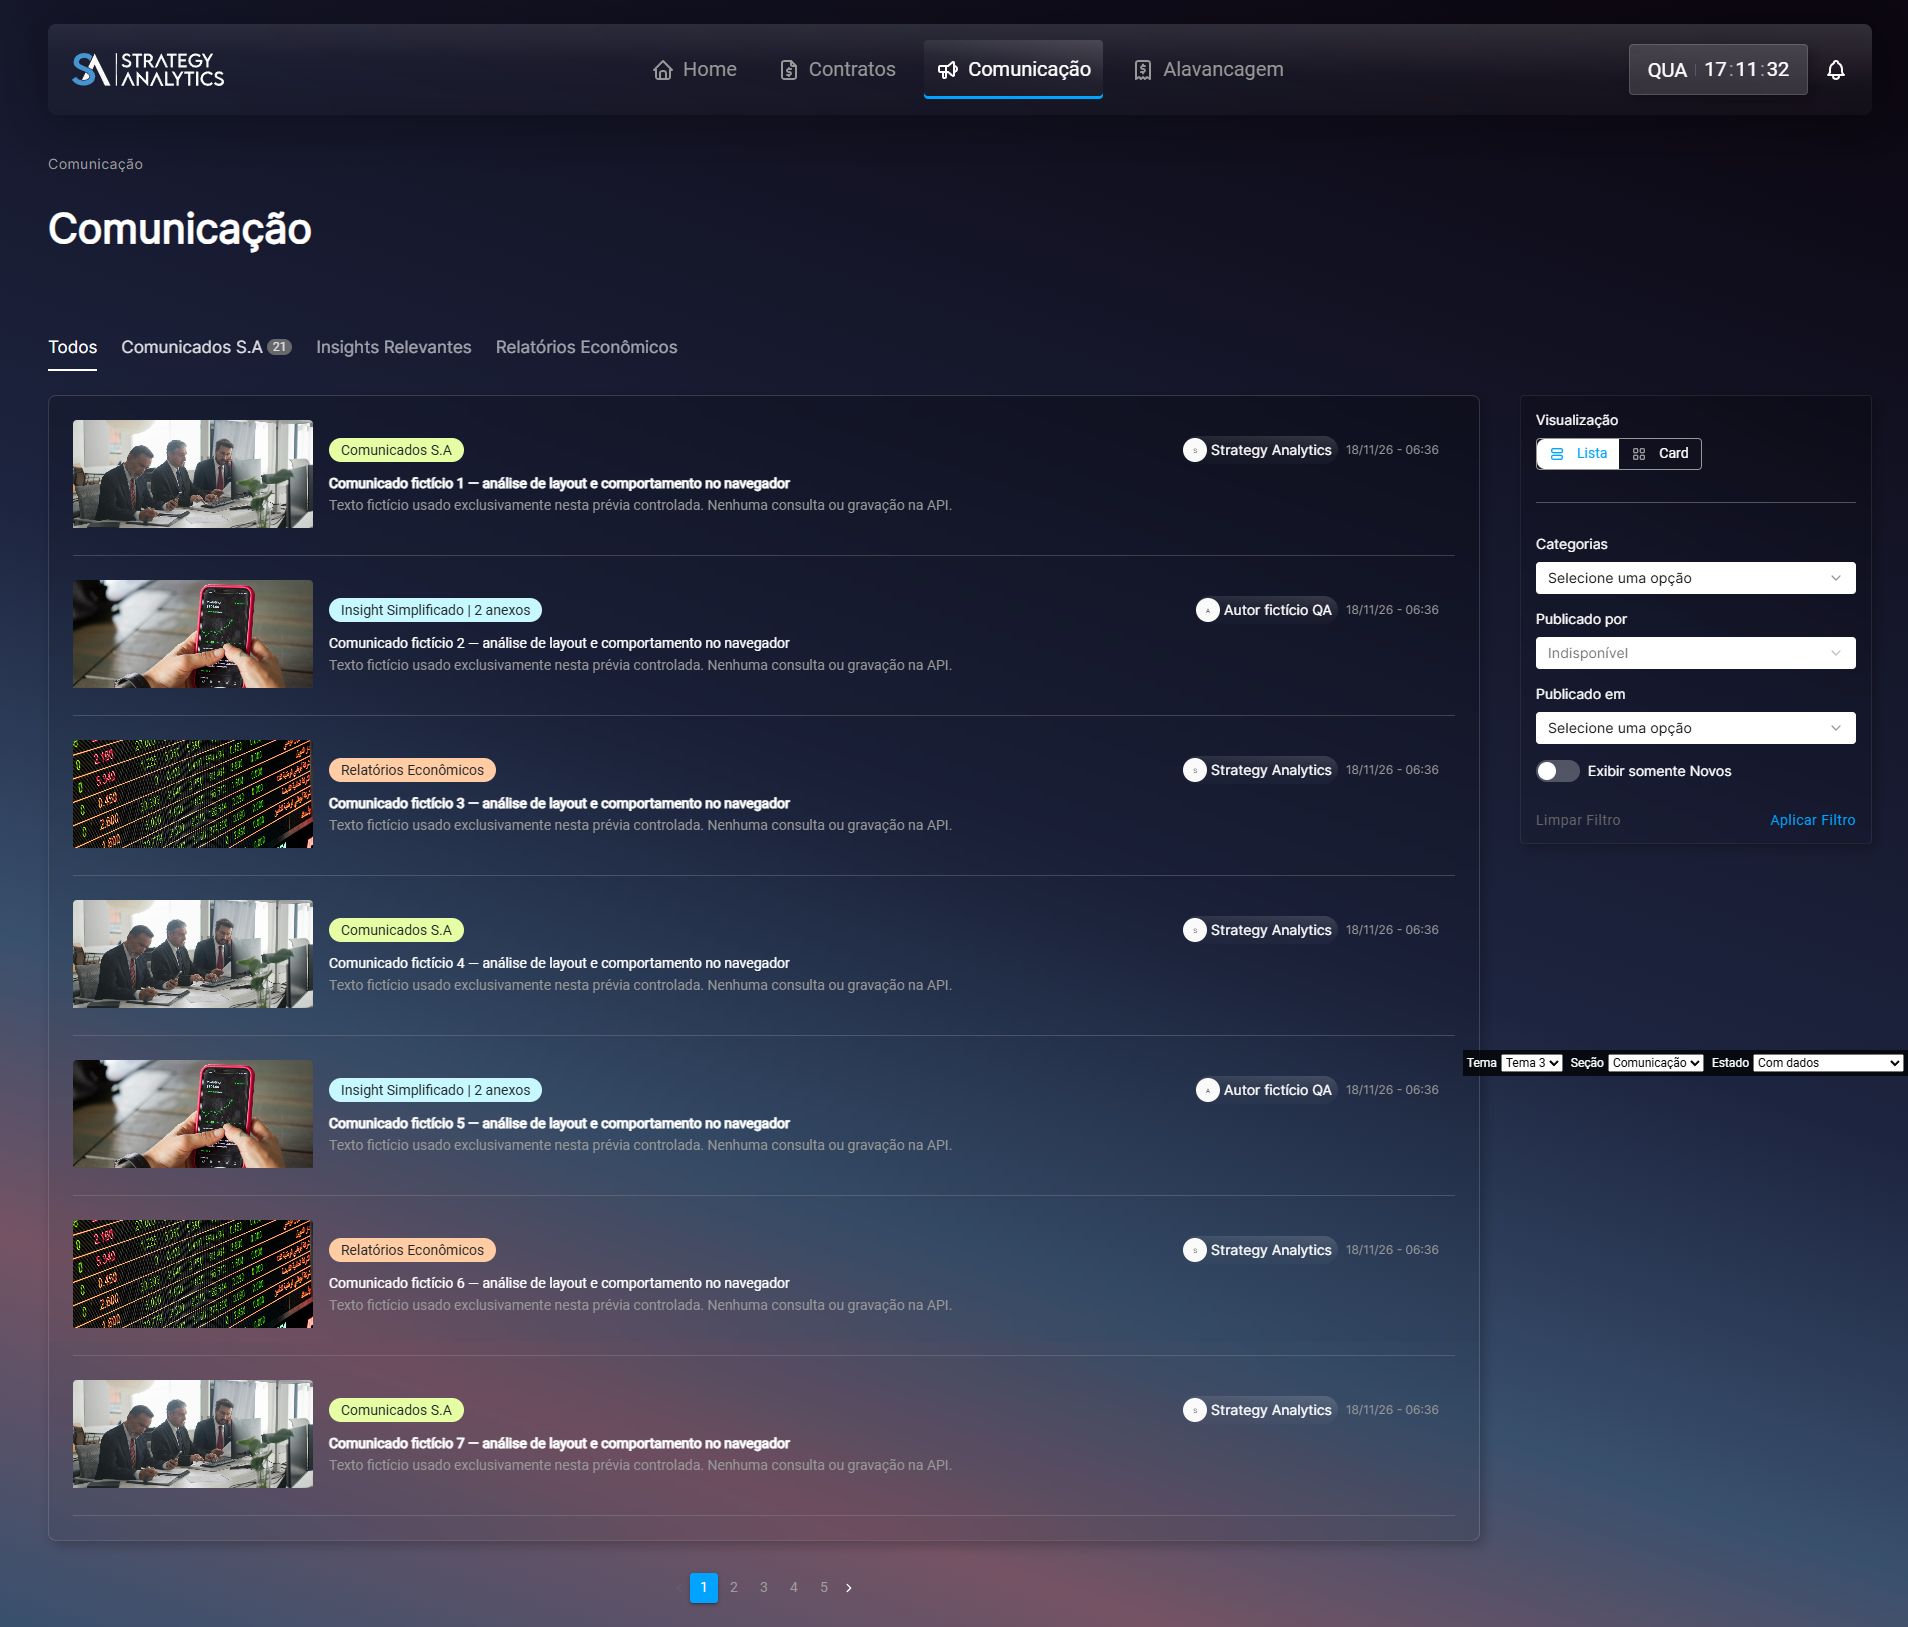 STRATEGY
ANALYTICS
Home
Contratos
Comunicação
Alavancagem
QUA 17:11:32
Comunicação
Comunicação
Todos
Comunicados S.A 21
Insights Relevantes
Relatórios Econômicos
Comunicados S.A
Strategy Analytics 18/11/26 - 06:36
Comunicado fictício 1 — análise de layout e comportamento no navegador
Texto fictício usado exclusivamente nesta prévia controlada. Nenhuma consulta ou gravação na API.
Insight Simplificado | 2 anexos
Autor fictício QA 18/11/26 - 06:36
Comunicado fictício 2 — análise de layout e comportamento no navegador
Texto fictício usado exclusivamente nesta prévia controlada. Nenhuma consulta ou gravação na API.
Relatórios Econômicos
Strategy Analytics 18/11/26 - 06:36
Comunicado fictício 3 — análise de layout e comportamento no navegador
Texto fictício usado exclusivamente nesta prévia controlada. Nenhuma consulta ou gravação na API.
Comunicados S.A
Strategy Analytics 18/11/26 - 06:36
Comunicado fictício 4 — análise de layout e comportamento no navegador
Texto fictício usado exclusivamente nesta prévia controlada. Nenhuma consulta ou gravação na API.
Insight Simplificado | 2 anexos
Autor fictício QA 18/11/26 - 06:36
Comunicado fictício 5 — análise de layout e comportamento no navegador
Texto fictício usado exclusivamente nesta prévia controlada. Nenhuma consulta ou gravação na API.
Relatórios Econômicos
Strategy Analytics 18/11/26 - 06:36
Comunicado fictício 6 — análise de layout e comportamento no navegador
Texto fictício usado exclusivamente nesta prévia controlada. Nenhuma consulta ou gravação na API.
Comunicados S.A
Strategy Analytics 18/11/26 - 06:36
Comunicado fictício 7 — análise de layout e comportamento no navegador
Texto fictício usado exclusivamente nesta prévia controlada. Nenhuma consulta ou gravação na API.
1 2 3 4 5
Visualização
Lista Card
Categorias
Selecione uma opção
Publicado por
Indisponível
Publicado em
Selecione uma opção
Exibir somente Novos
Limpar Filtro Aplicar Filtro
Tema Tema 3 Seção Comunicação Estado Com dados